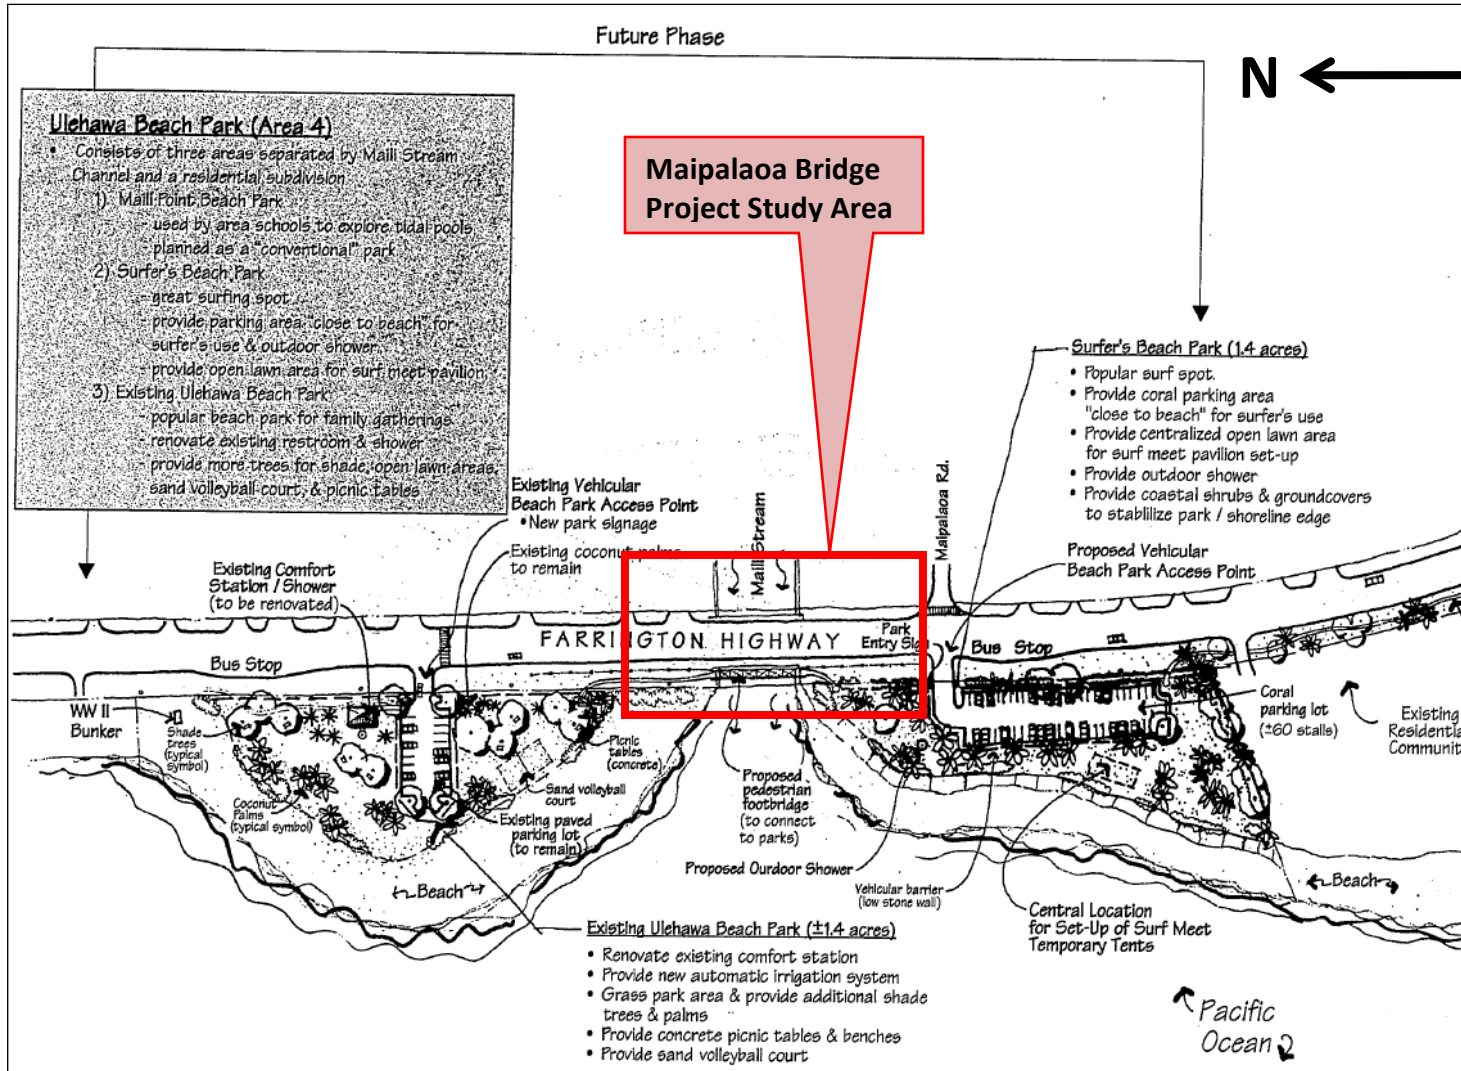 Future Phase
N
Ulehawa Beach Park (Area 4)
• Consists of three areas separated by Maili Stream
Channel and a residential subdivision
1) Maili Point Beach Park
- used by area schools to explore tidal pools
- planned as a "conventional" park
2) Surfer's Beach Park
- great surfing spot
- provide parking area "close to beach" for
surfer's use & outdoor shower
- provide open lawn area for surf meet pavilion
3) Existing Ulehawa Beach Park
- popular beach park for family gatherings
- renovate existing restroom & shower
- provide more trees for shade, open lawn areas,
sand volleyball court, & picnic tables
Maipalaoa Bridge
Project Study Area
Surfer's Beach Park (1.4 acres)
• Popular surf spot.
• Provide coral parking area
"close to beach" for surfer's use
• Provide centralized open lawn area
for surf meet pavilion set-up
• Provide outdoor shower
• Provide coastal shrubs & groundcovers
to stablilize park / shoreline edge
Existing Vehicular
Beach Park Access Point
• New park signage
Existing coconut palms
to remain
Maili Stream
Maipalaoa Rd.
Proposed Vehicular
Beach Park Access Point
Existing Comfort
Station / Shower
(to be renovated)
FARRINGTON HIGHWAY
Park
Entry Sign
Bus Stop
Bus Stop
WW II
Bunker
Shade
trees
(typical
symbol)
Coconut
Palms
(typical symbol)
Picnic
tables
(concrete)
Sand volleyball
court
Existing paved
parking lot
(to remain)
Proposed
pedestrian
footbridge
(to connect
to parks)
Coral
parking lot
(±60 stalls)
Existing
Residentia
Communit
Proposed Ourdoor Shower
Vehicular barrier
(low stone wall)
Beach
Beach
Central Location
for Set-Up of Surf Meet
Temporary Tents
Existing Ulehawa Beach Park (±1.4 acres)
• Renovate existing comfort station
• Provide new automatic irrigation system
• Grass park area & provide additional shade
trees & palms
• Provide concrete picnic tables & benches
• Provide sand volleyball court
Pacific
Ocean